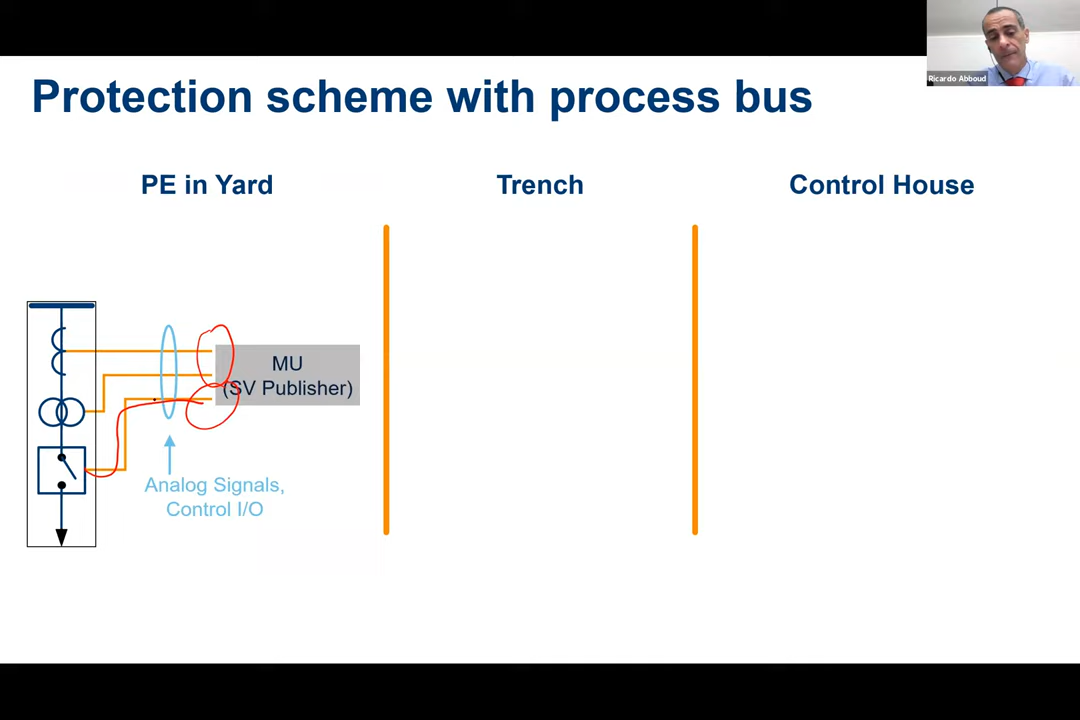 Ricardo Abboud
Protection scheme with process bus
PE in Yard
Trench
Control House
MU
(SV Publisher)
Analog Signals,
Control I/O